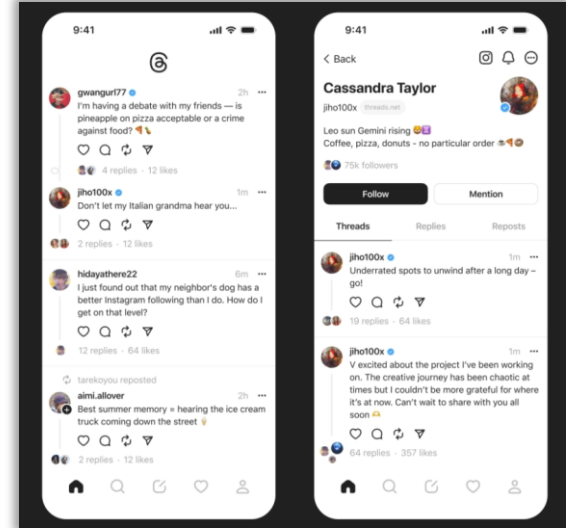 9:41
gwangurl77 2h
I'm having a debate with my friends — is
pineapple on pizza acceptable or a crime
against food? 🍕🍍
4 replies · 12 likes
jiho100x 1m
Don't let my Italian grandma hear you...
2 replies · 12 likes
hidayathere22 6m
I just found out that my neighbor's dog has a
better Instagram following than I do. How do I
get on that level?
12 replies · 64 likes
tarekoyou reposted
aimi.allover 2h
Best summer memory = hearing the ice cream
truck coming down the street 🍦
2 replies · 12 likes
9:41
< Back
Cassandra Taylor
jiho100x threads.net
Leo sun Gemini rising
Coffee, pizza, donuts - no particular order
75k followers
Follow Mention
Threads Replies Reposts
jiho100x 1m
Underrated spots to unwind after a long day –
go!
19 replies · 64 likes
jiho100x 1m
V excited about the project I've been working
on. The creative journey has been chaotic at
times but I couldn't be more grateful for where
it's at now. Can't wait to share with you all
soon
64 replies · 357 likes